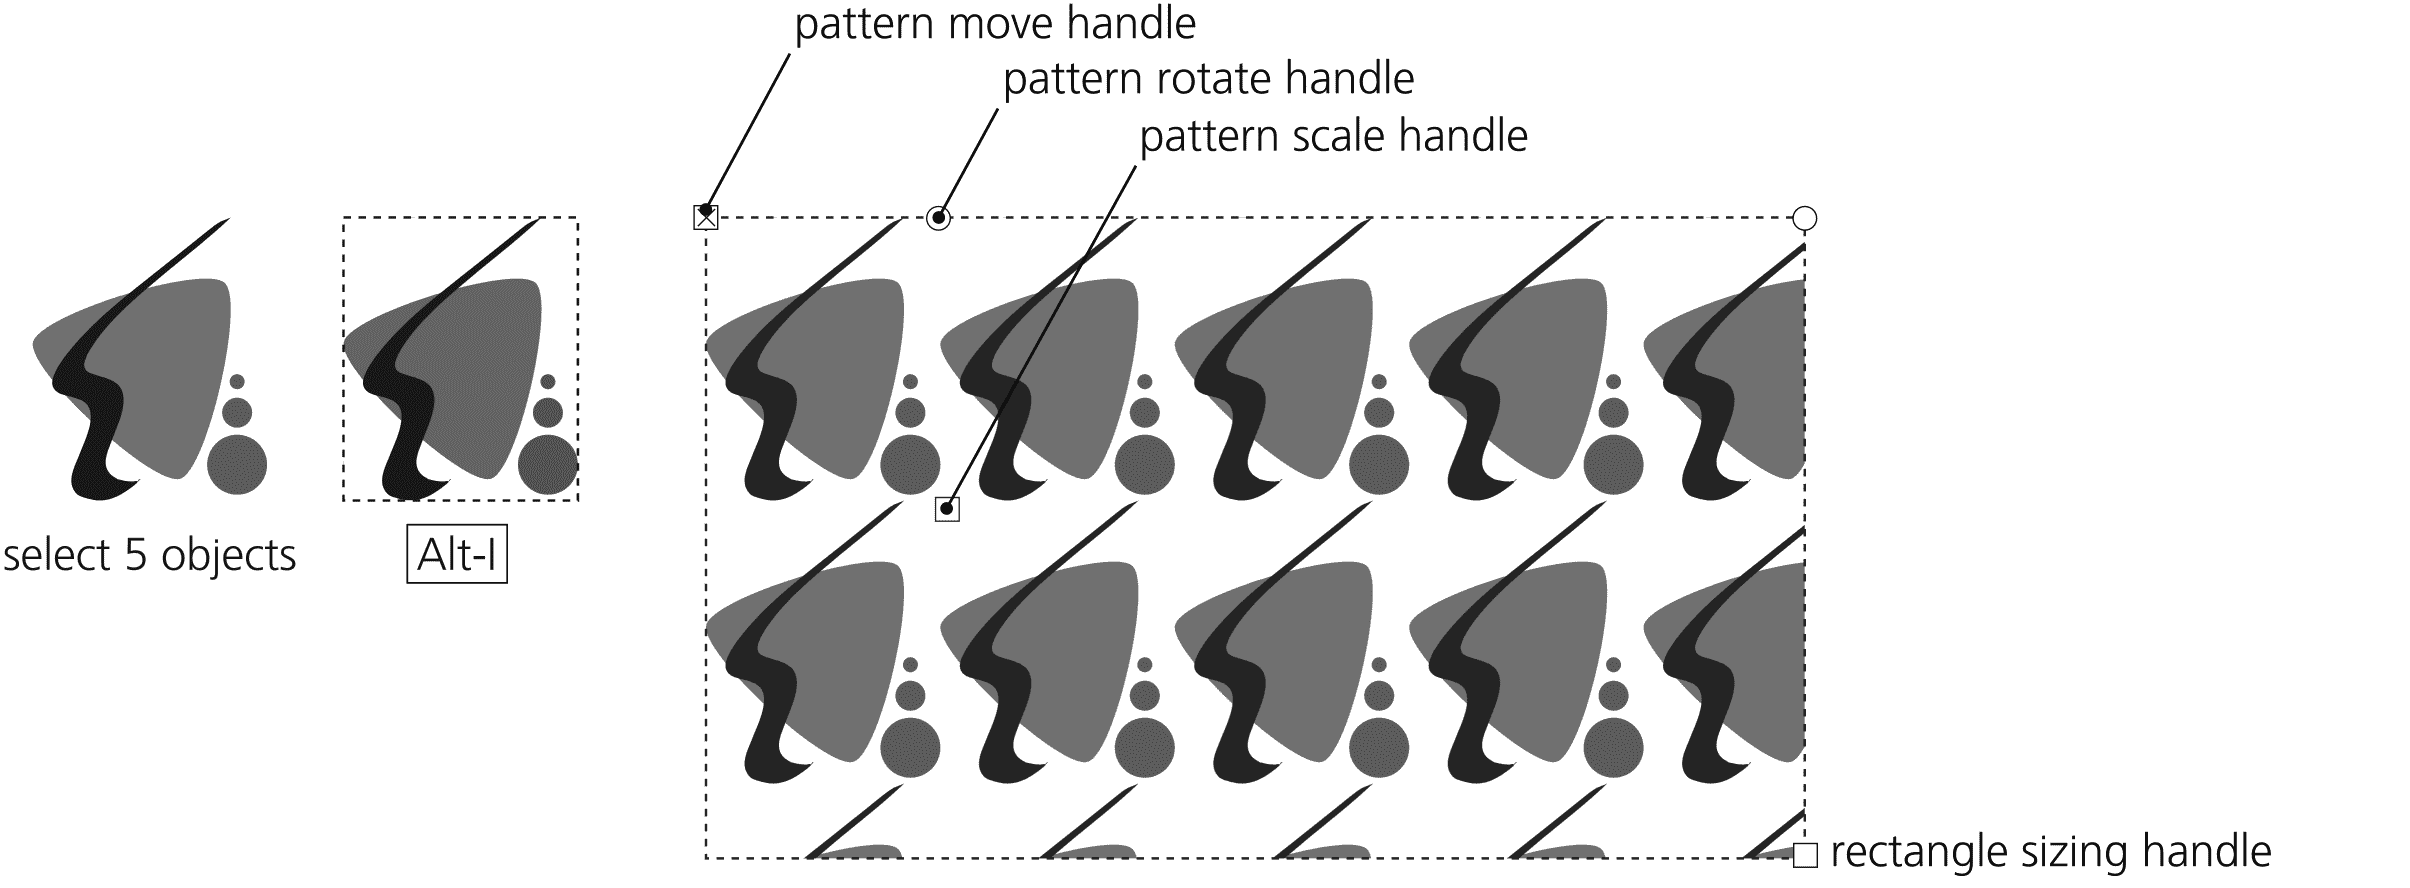 pattern move handle
pattern rotate handle
pattern scale handle
select 5 objects
Alt-I
rectangle sizing handle